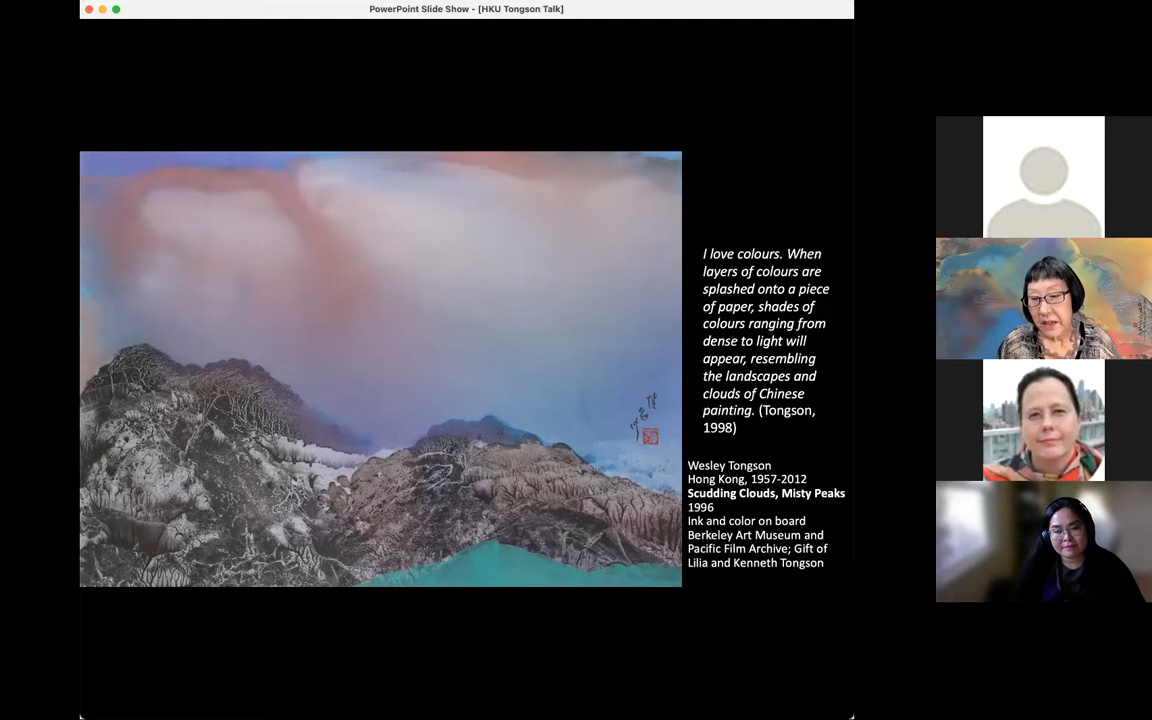 PowerPoint Slide Show - [HKU Tongson Talk]
I love colours. When
layers of colours are
splashed onto a piece
of paper, shades of
colours ranging from
dense to light will
appear, resembling
the landscapes and
clouds of Chinese
painting. (Tongson,
1998)
Wesley Tongson
Hong Kong, 1957-2012
Scudding Clouds, Misty Peaks
1996
Ink and color on board
Berkeley Art Museum and
Pacific Film Archive; Gift of
Lilia and Kenneth Tongson